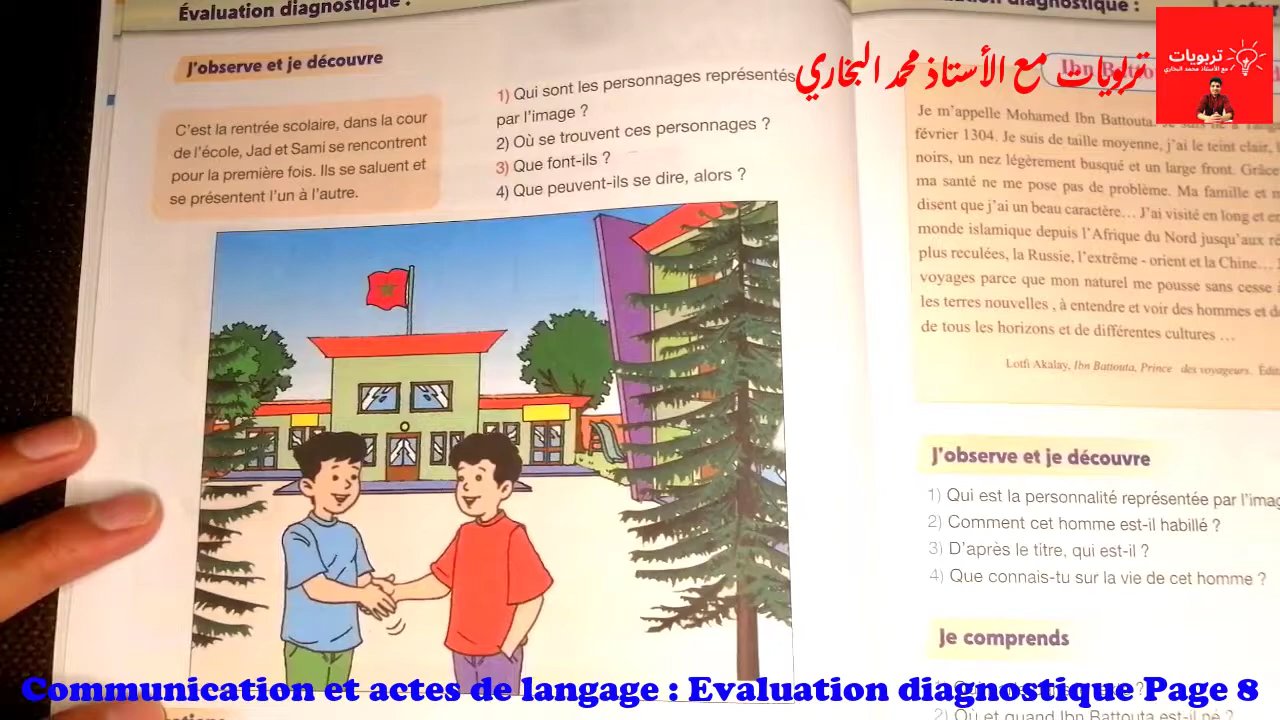 Évaluation diagnostique :
J'observe et je découvre
C'est la rentrée scolaire, dans la cour
de l'école, Jad et Sami se rencontrent
pour la première fois. Ils se saluent et
se présentent l'un à l'autre.
1) Qui sont les personnages représentés
par l'image ?
2) Où se trouvent ces personnages ?
3) Que font-ils ?
4) Que peuvent-ils se dire, alors ?
diagnostique :
تربويات مع الأستاذ محمد البخاري
تربويات
مع الأستاذ محمد البخاري
Ibn Batto
Je m'appelle Mohamed Ibn Battouta.
février 1304. Je suis de taille moyenne, j'ai le teint clair,
noirs, un nez légèrement busqué et un large front. Grâce
ma santé ne me pose pas de problème. Ma famille et
disent que j'ai un beau caractère… J'ai visité en long et
monde islamique depuis l'Afrique du Nord jusqu'aux
plus reculées, la Russie, l'extrême - orient et la Chine…
voyages parce que mon naturel me pousse sans cesse
les terres nouvelles , à entendre et voir des hommes et
de tous les horizons et de différentes cultures …
Lotfi Akalay, Ibn Battouta, Prince des voyageurs.
J'observe et je découvre
1) Qui est la personnalité représentée par l'imag
2) Comment cet homme est-il habillé ?
3) D'après le titre, qui est-il ?
4) Que connais-tu sur la vie de cet homme ?
Je comprends
2) Où et quand Ibn Battouta est-il né ?
Communication et actes de langage : Evaluation diagnostique Page 8